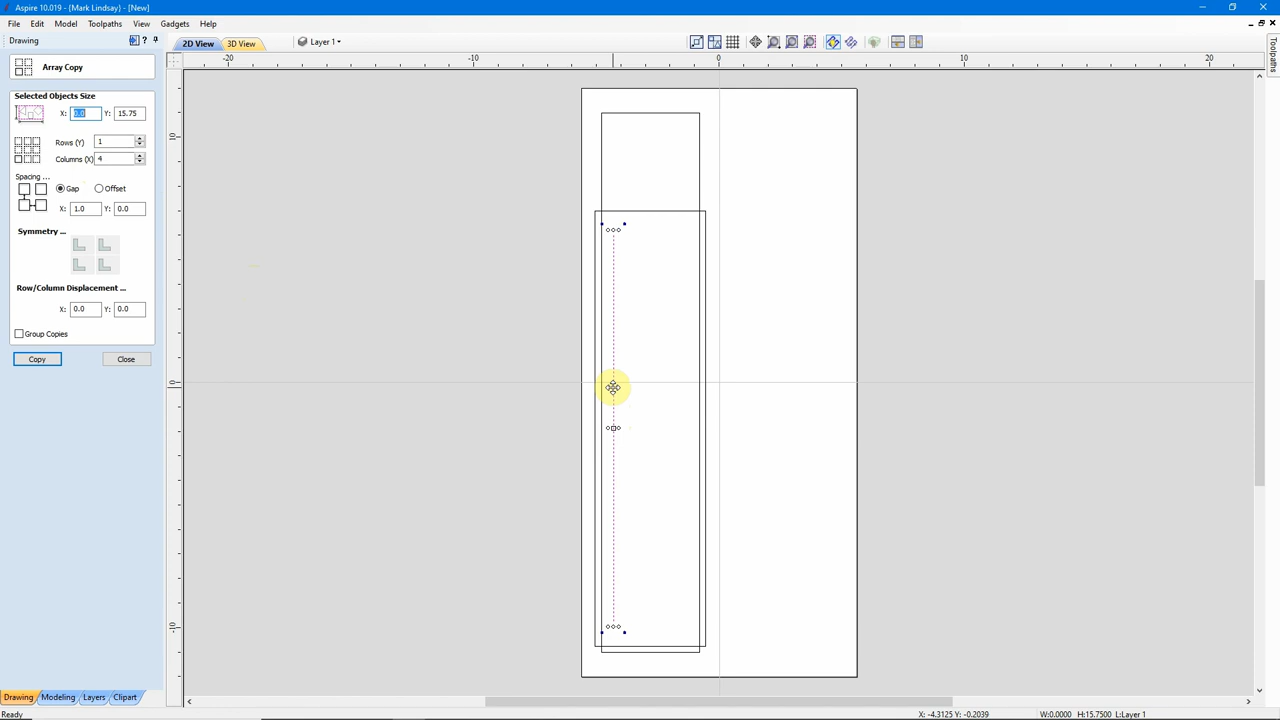 Aspire 10.019 - {Mark Lindsay} - [New]
File Edit Model Toolpaths View Gadgets Help
Drawing
2D View 3D View Layer 1
Array Copy
Selected Objects Size
X: 0.0 Y: 15.75
Rows (Y) 1
Columns (X) 4
Spacing ...
Gap Offset
X: 1.0 Y: 0.0
Symmetry ...
Row/Column Displacement ...
X: 0.0 Y: 0.0
Group Copies
Copy Close
-20 -10 0 10 20
10
0
-10
Toolpaths
Drawing Modeling Layers Clipart
Ready X: -4.3125 Y: -0.2039 W:0.0000 H:15.7500 L:Layer 1